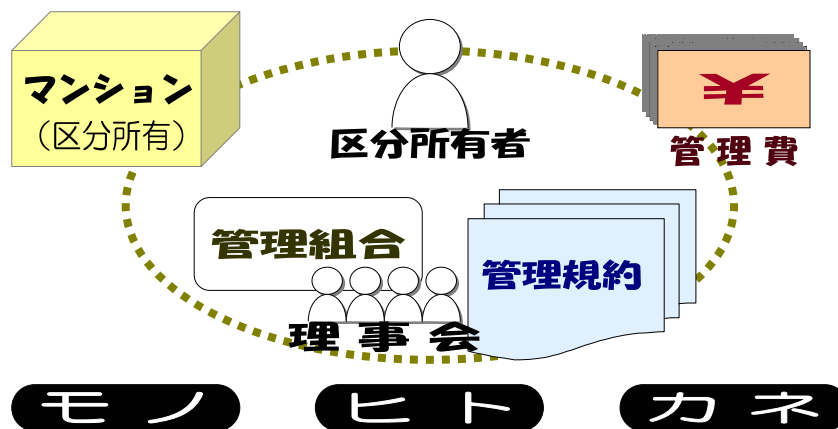 マンション
（区分所有）
区分所有者
¥
管理費
管理組合
管理規約
理事会
モノ
ヒト
カネ